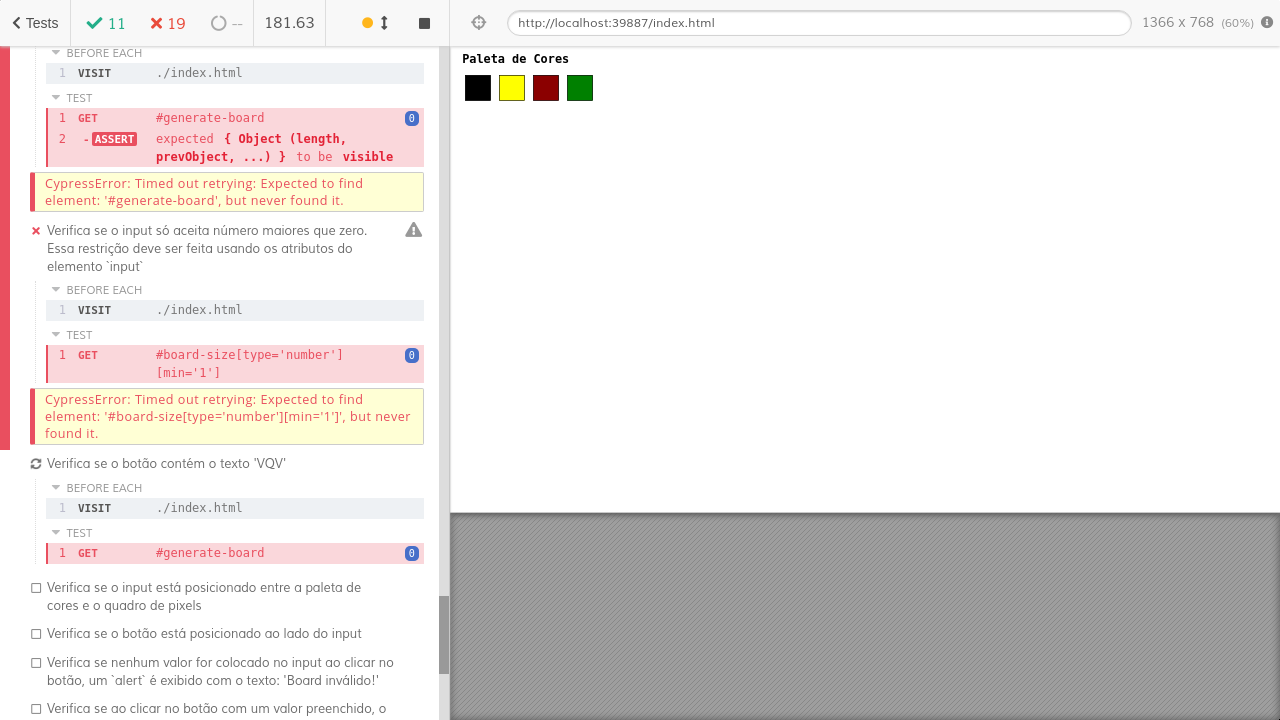 Tests
11
19
--
181.63
http://localhost:39887/index.html
1366 x 768 (60%)
BEFORE EACH
1 VISIT ./index.html
TEST
1 GET #generate-board 0
2 -ASSERT expected { Object (length,
prevObject, ...) } to be visible
CypressError: Timed out retrying: Expected to find
element: '#generate-board', but never found it.
Verifica se o input só aceita número maiores que zero.
Essa restrição deve ser feita usando os atributos do
elemento `input`
BEFORE EACH
1 VISIT ./index.html
TEST
1 GET #board-size[type='number'] 0
[min='1']
CypressError: Timed out retrying: Expected to find
element: '#board-size[type='number'][min='1']', but never
found it.
Verifica se o botão contém o texto 'VQV'
BEFORE EACH
1 VISIT ./index.html
TEST
1 GET #generate-board 0
Verifica se o input está posicionado entre a paleta de
cores e o quadro de pixels
Verifica se o botão está posicionado ao lado do input
Verifica se nenhum valor for colocado no input ao clicar no
botão, um `alert` é exibido com o texto: 'Board inválido!'
Verifica se ao clicar no botão com um valor preenchido, o
Paleta de Cores